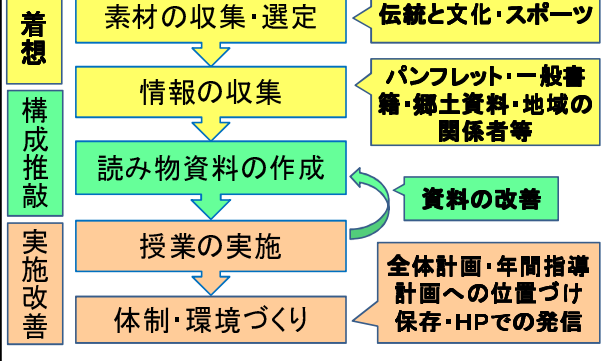 着想
素材の収集・選定
伝統と文化・スポーツ
情報の収集
パンフレット・一般書
籍・郷土資料・地域の
関係者等
構成推敲
読み物資料の作成
資料の改善
実施改善
授業の実施
全体計画・年間指導
計画への位置づけ
保存・HPでの発信
体制・環境づくり